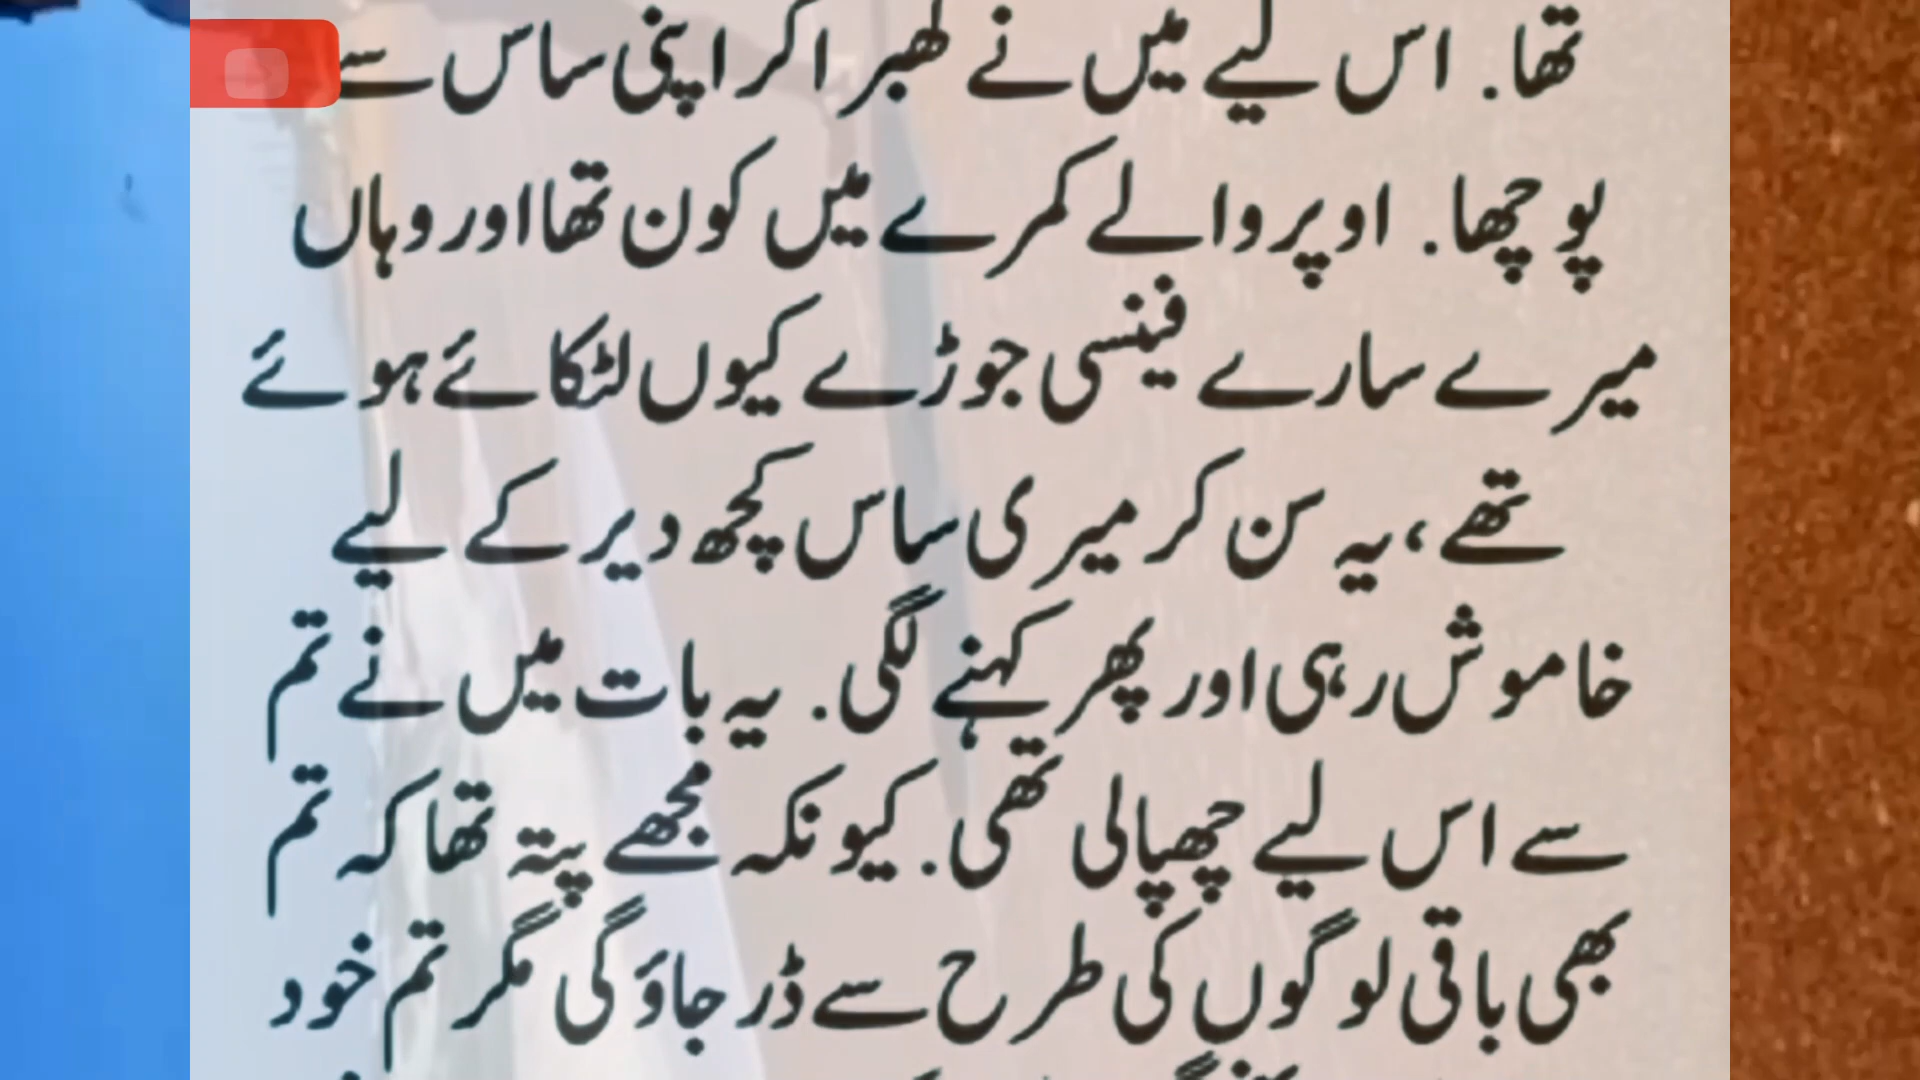 تھا. اس لیے میں نے گھبرا کر اپنی ساس سے
پوچھا. اوپر والے کمرے میں کون تھا اور وہاں
میرے سارے فینسی جوڑے کیوں لٹکائے ہوئے
تھے، یہ سن کر میری ساس کچھ دیر کے لیے
خاموش رہی اور پھر کہنے لگی. یہ بات میں نے تم
سے اس لیے چھپا لی تھی. کیونکہ مجھے پتہ تھا کہ تم
بھی باقی لوگوں کی طرح سے ڈر جاؤ گی مگر تم خود